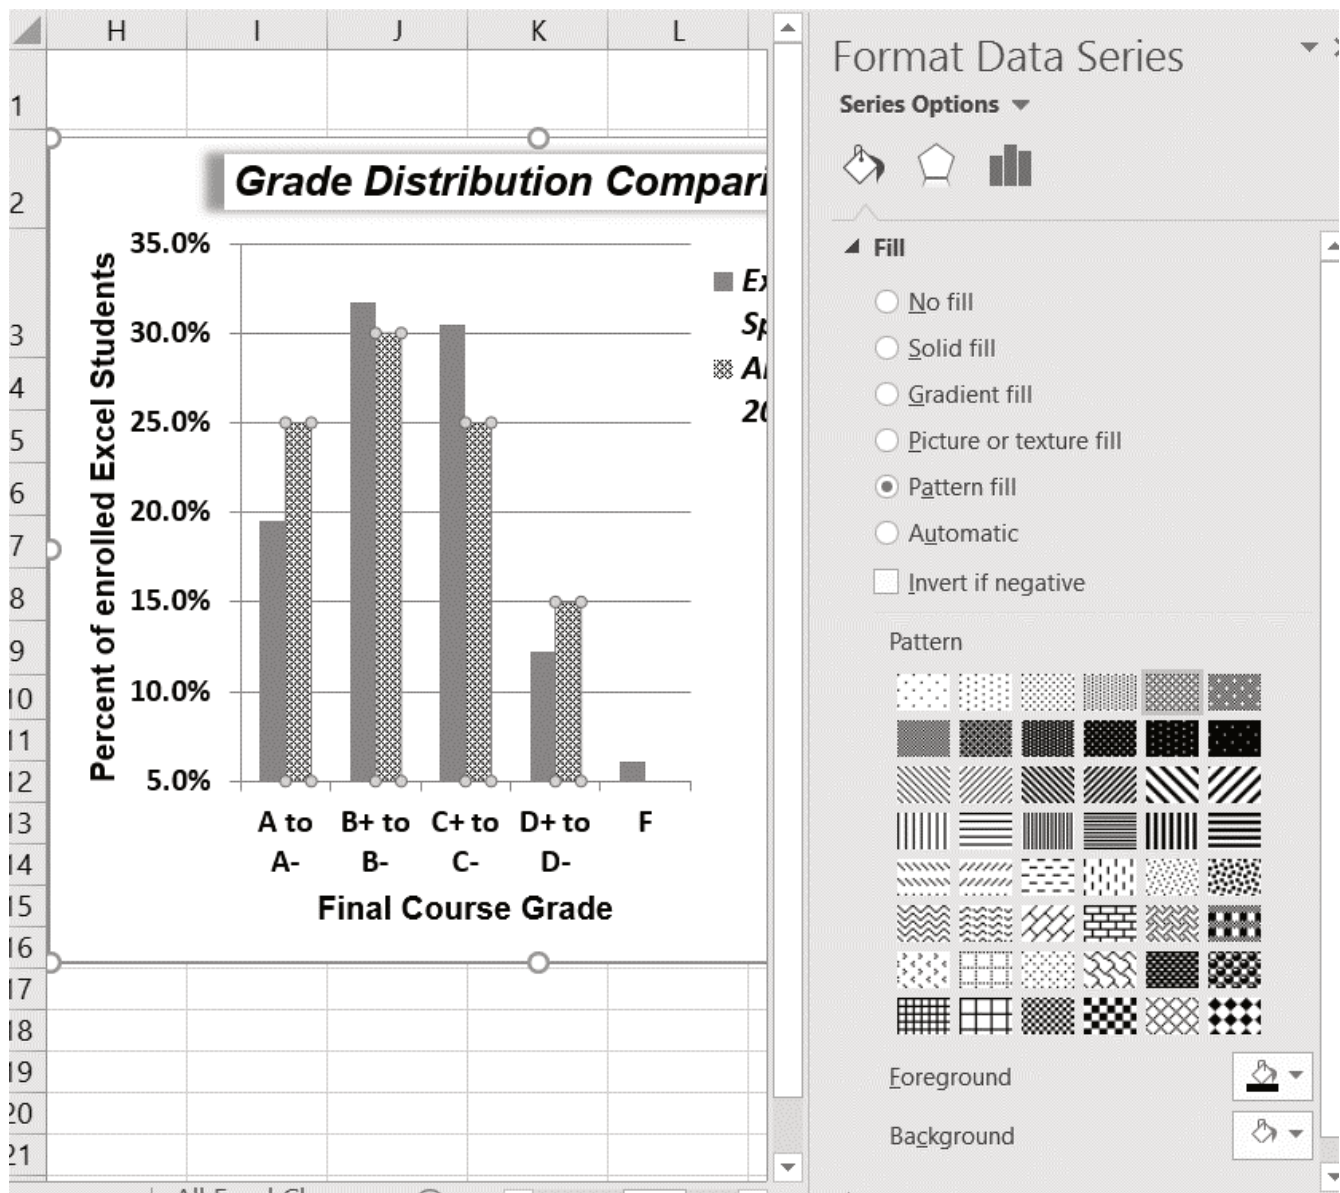 H I J K L
1
2
3
4
5
6
7
8
9
10
11
12
13
14
15
16
17
18
19
20
21
Grade Distribution
Percent of enrolled Excel Students
35.0%
30.0%
25.0%
20.0%
15.0%
10.0%
5.0%
A to B+ to C+ to D+ to F
A- B- C- D-
Final Course Grade
Format Data Series
Series Options
Fill
No fill
Solid fill
Gradient fill
Picture or texture fill
Pattern fill
Automatic
Invert if negative
Pattern
Foreground
Background